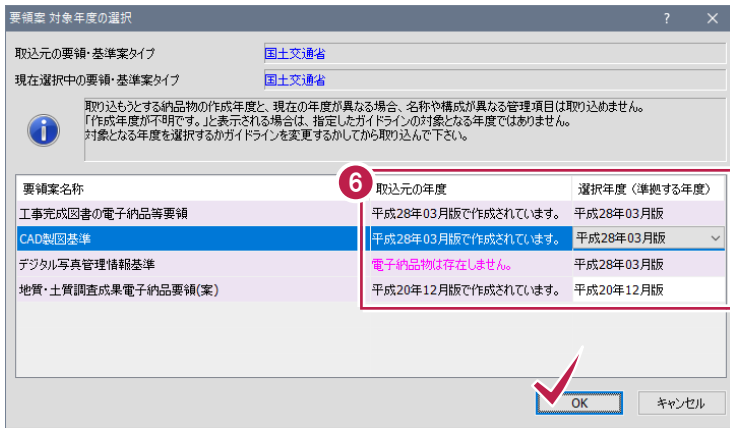 要領案 対象年度の選択
取込元の要領・基準案タイプ 国土交通省
現在選択中の要領・基準案タイプ 国土交通省
取り込もうとする納品物の作成年度と、現在の年度が異なる場合、名称や構成が異なる管理項目は取り込めません。
「作成年度が不明です。」と表示される場合は、指定したガイドラインの対象となる年度ではありません。
対象となる年度を選択するかガイドラインを変更するかしてから取り込んで下さい。
6
要領案名称 取込元の年度 選択年度（準拠する年度）
工事完成図書の電子納品等要領 平成28年03月版で作成されています。 平成28年03月版
CAD製図基準 平成28年03月版で作成されています。 平成28年03月版
デジタル写真管理情報基準 電子納品物は存在しません。 平成28年03月版
地質・土質調査成果電子納品要領(案) 平成20年12月版で作成されています。 平成20年12月版
OK キャンセル